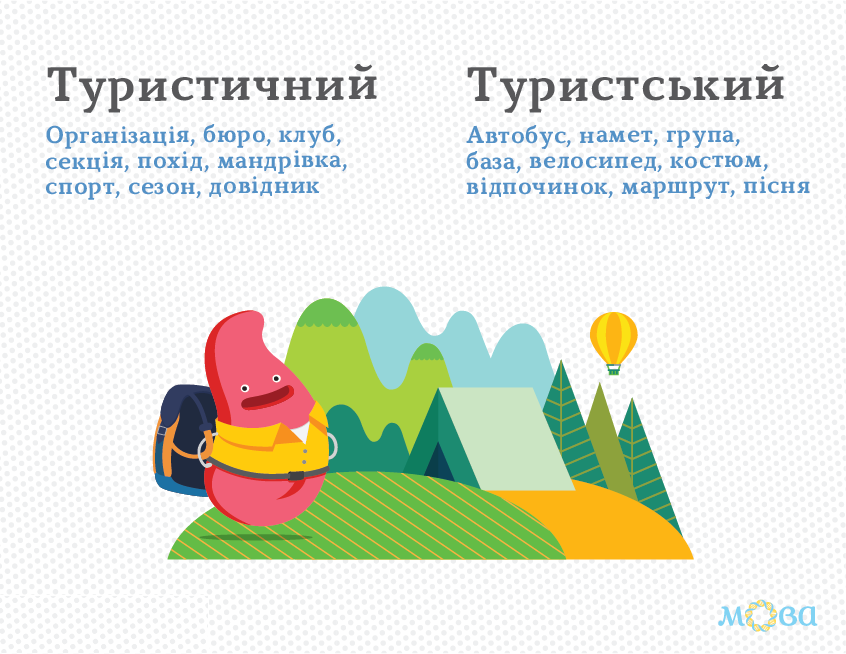 Туристичний
Організація, бюро, клуб,
секція, похід, мандрівка,
спорт, сезон, довідник
Туристський
Автобус, намет, група,
база, велосипед, костюм,
відпочинок, маршрут, пісня
мова